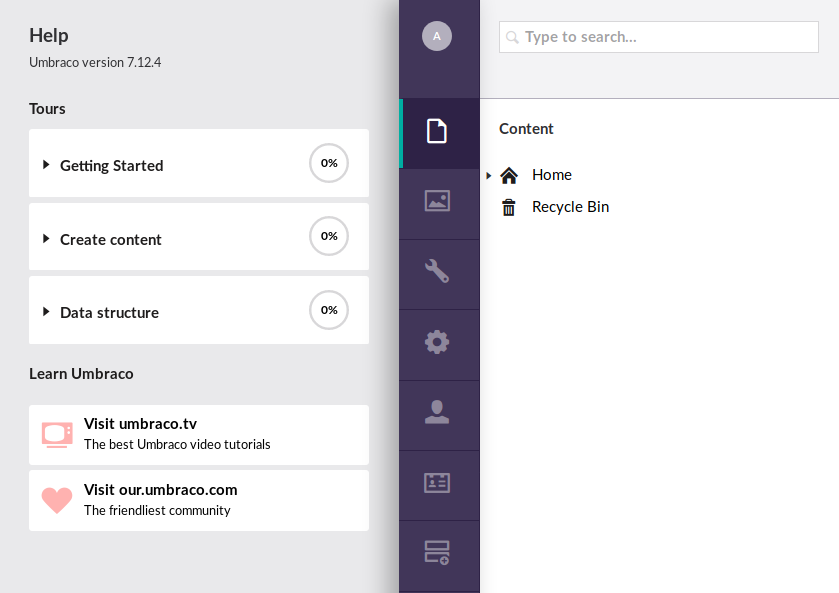 Help
Umbraco version 7.12.4
Tours
Getting Started
0%
Create content
0%
Data structure
0%
Learn Umbraco
Visit umbraco.tv
The best Umbraco video tutorials
Visit our.umbraco.com
The friendliest community
A
Type to search...
Content
Home
Recycle Bin